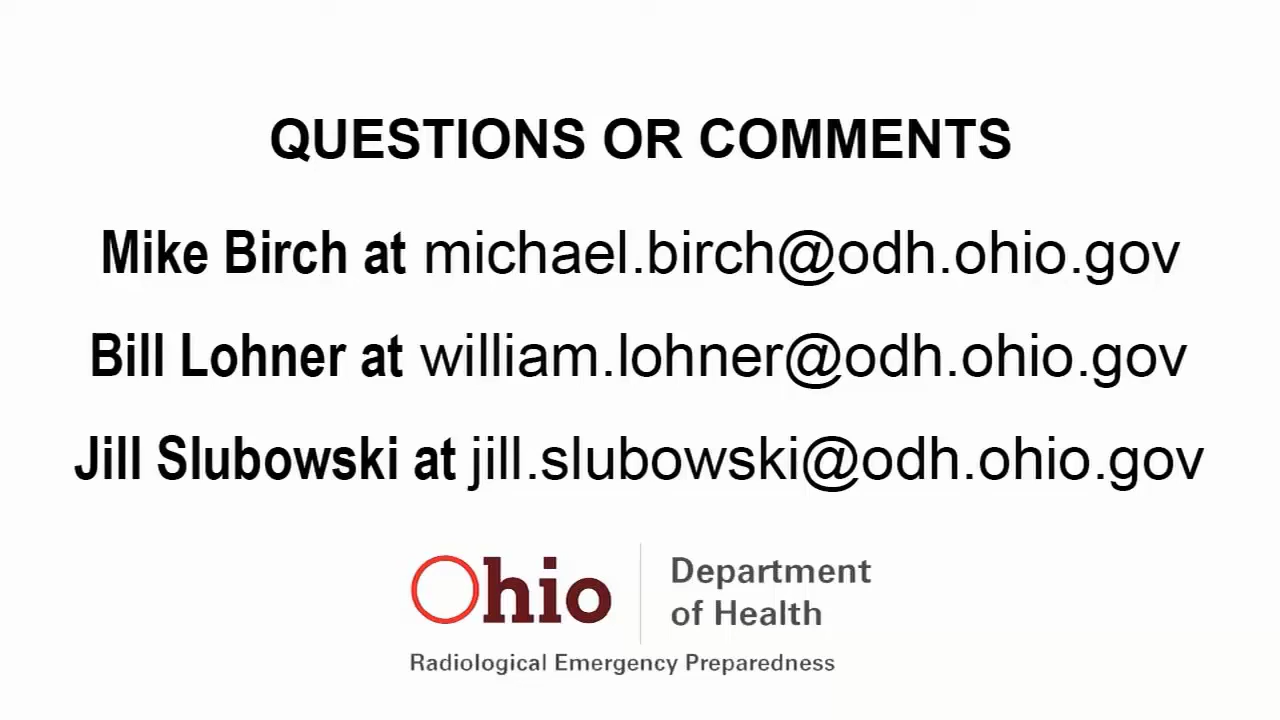 QUESTIONS OR COMMENTS
Mike Birch at michael.birch@odh.ohio.gov
Bill Lohner at william.lohner@odh.ohio.gov
Jill Slubowski at jill.slubowski@odh.ohio.gov
Ohio
Department
of Health
Radiological Emergency Preparedness